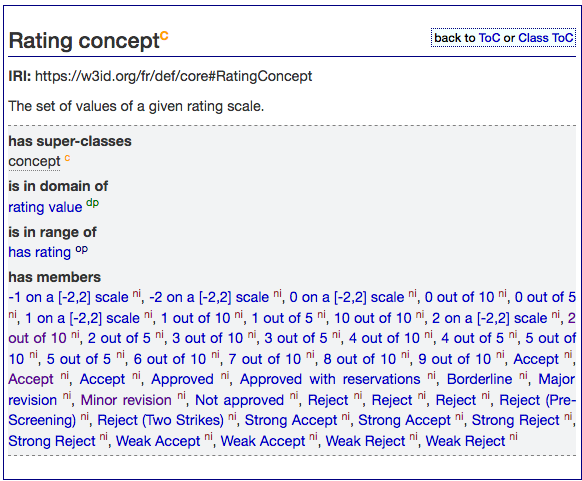 Rating concept c
back to ToC or Class ToC
IRI: https://w3id.org/fr/def/core#RatingConcept
The set of values of a given rating scale.
has super-classes
concept c
is in domain of
rating value dp
is in range of
has rating op
has members
-1 on a [-2,2] scale ni, -2 on a [-2,2] scale ni, 0 on a [-2,2] scale ni, 0 out of 10 ni, 0 out of 5
ni, 1 on a [-2,2] scale ni, 1 out of 10 ni, 1 out of 5 ni, 10 out of 10 ni, 2 on a [-2,2] scale ni, 2
out of 10 ni, 2 out of 5 ni, 3 out of 10 ni, 3 out of 5 ni, 4 out of 10 ni, 4 out of 5 ni, 5 out of
10 ni, 5 out of 5 ni, 6 out of 10 ni, 7 out of 10 ni, 8 out of 10 ni, 9 out of 10 ni, Accept ni,
Accept ni, Accept ni, Approved ni, Approved with reservations ni, Borderline ni, Major
revision ni, Minor revision ni, Not approved ni, Reject ni, Reject ni, Reject ni, Reject (Pre-
Screening) ni, Reject (Two Strikes) ni, Strong Accept ni, Strong Accept ni, Strong Reject ni,
Strong Reject ni, Weak Accept ni, Weak Accept ni, Weak Reject ni, Weak Reject ni